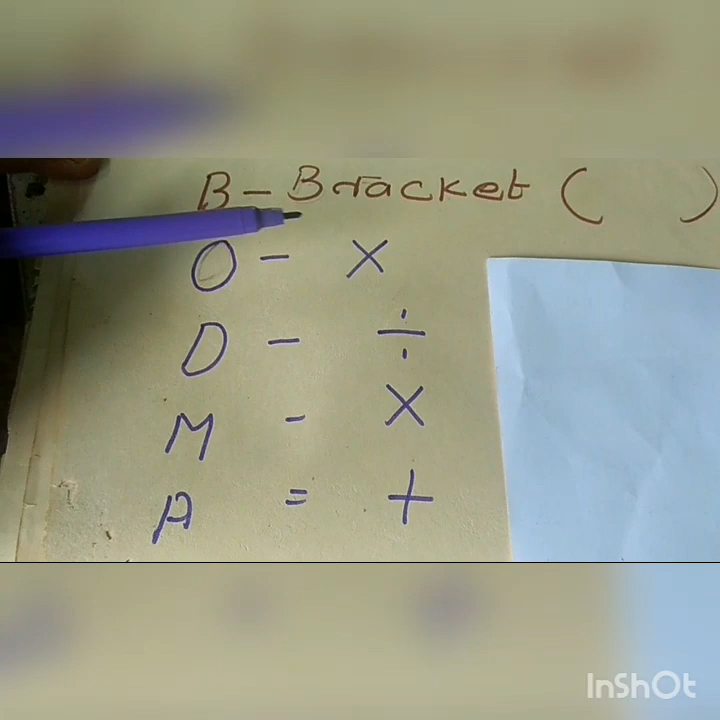 B - Bracket ( )
O - ×
D - ÷
M - ×
A = +
InShOt